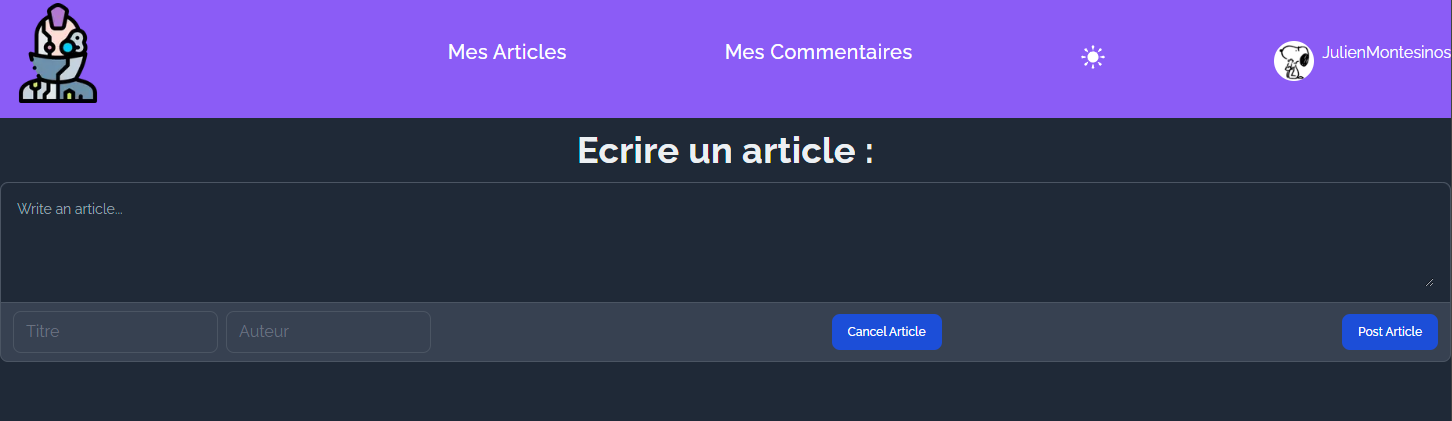 Mes Articles
Mes Commentaires
JulienMontesinos
Ecrire un article :
Write an article...
Titre
Auteur
Cancel Article
Post Article